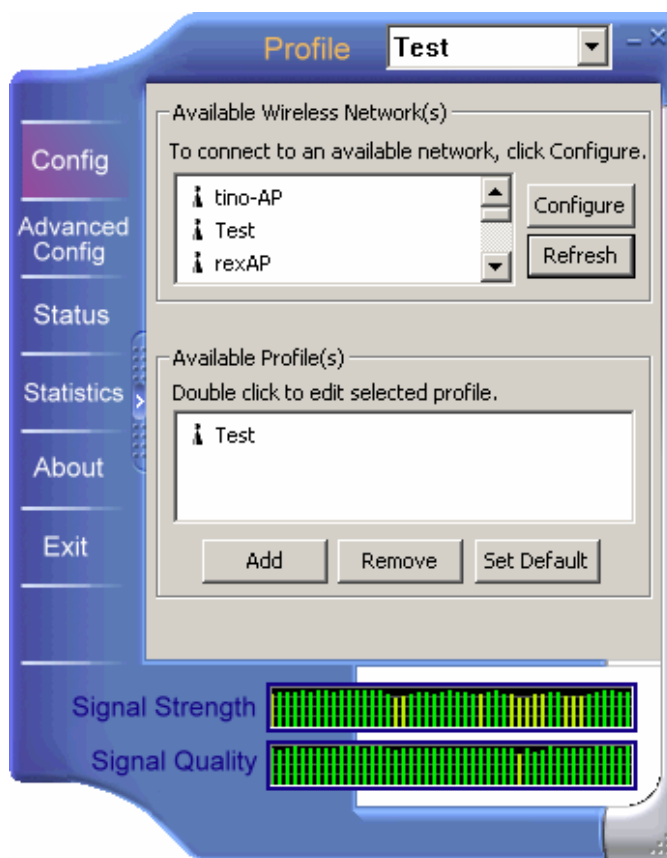 Profile Test
Config
Advanced
Config
Status
Statistics
About
Exit
Available Wireless Network(s)
To connect to an available network, click Configure.
tino-AP
Test
rexAP
Configure
Refresh
Available Profile(s)
Double click to edit selected profile.
Test
Add Remove Set Default
Signal Strength
Signal Quality